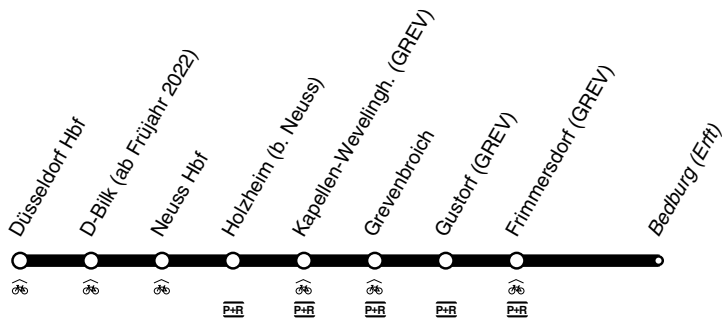 Düsseldorf Hbf
D-Bilk (ab Früjahr 2022)
Neuss Hbf
Holzheim (b. Neuss)
Kapellen-Wevelingh. (GREV)
Grevenbroich
Gustorf (GREV)
Frimmersdorf (GREV)
Bedburg (Erft)
P+R
P+R
P+R
P+R
P+R